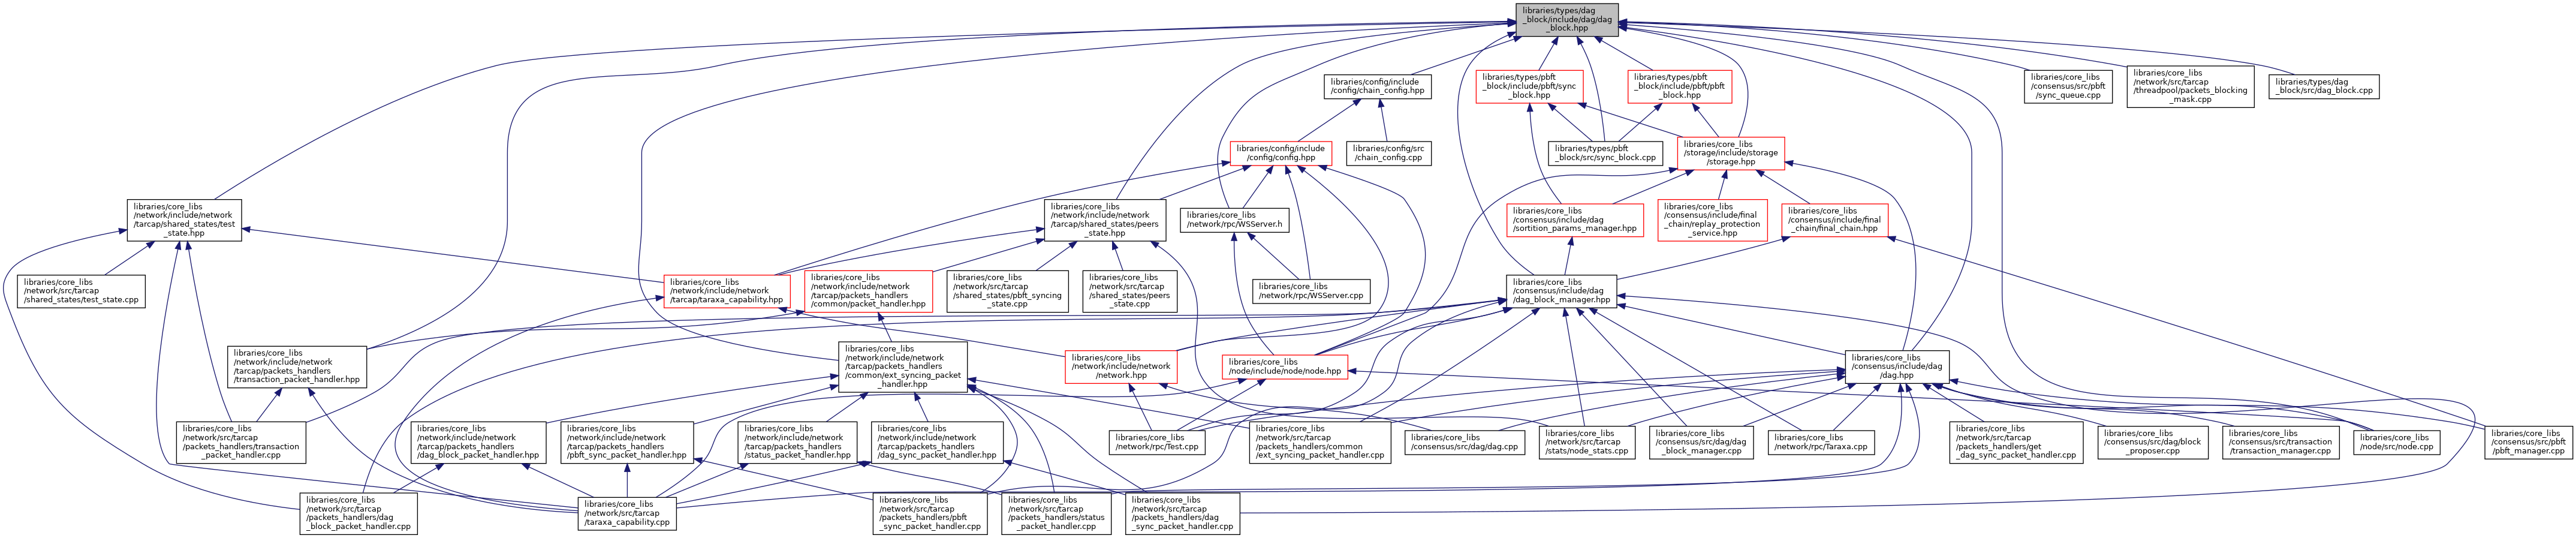 libraries/types/dag
_block/include/dag/dag
_block.hpp
libraries/config/include
/config/chain_config.hpp
libraries/types/pbft
_block/include/pbft/sync
_block.hpp
libraries/types/pbft
_block/include/pbft/pbft
_block.hpp
libraries/core_libs
/consensus/src/pbft
/sync_queue.cpp
libraries/core_libs
/network/src/tarcap
/threadpool/packets_blocking
_mask.cpp
libraries/types/dag
_block/src/dag_block.cpp
libraries/config/include
/config/config.hpp
libraries/config/src
/chain_config.cpp
libraries/types/pbft
_block/src/sync_block.cpp
libraries/core_libs
/storage/include/storage
/storage.hpp
libraries/core_libs
/network/include/network
/tarcap/shared_states/test
_state.hpp
libraries/core_libs
/network/include/network
/tarcap/shared_states/peers
_state.hpp
libraries/core_libs
/network/rpc/WSServer.h
libraries/core_libs
/consensus/include/dag
/sortition_params_manager.hpp
libraries/core_libs
/consensus/include/final
_chain/replay_protection
_service.hpp
libraries/core_libs
/consensus/include/final
_chain/final_chain.hpp
libraries/core_libs
/network/src/tarcap
/shared_states/test_state.cpp
libraries/core_libs
/network/include/network
/tarcap/taraxa_capability.hpp
libraries/core_libs
/network/include/network
/tarcap/packets_handlers
/common/packet_handler.hpp
libraries/core_libs
/network/src/tarcap
/shared_states/pbft_syncing
_state.cpp
libraries/core_libs
/network/src/tarcap
/shared_states/peers
_state.cpp
libraries/core_libs
/network/rpc/WSServer.cpp
libraries/core_libs
/consensus/include/dag
/dag_block_manager.hpp
libraries/core_libs
/network/include/network
/tarcap/packets_handlers
/transaction_packet_handler.hpp
libraries/core_libs
/network/include/network
/tarcap/packets_handlers
/common/ext_syncing_packet
_handler.hpp
libraries/core_libs
/network/include/network
/network.hpp
libraries/core_libs
/node/include/node/node.hpp
libraries/core_libs
/consensus/include/dag
/dag.hpp
libraries/core_libs
/network/src/tarcap
/packets_handlers/transaction
_packet_handler.cpp
libraries/core_libs
/network/include/network
/tarcap/packets_handlers
/dag_block_packet_handler.hpp
libraries/core_libs
/network/include/network
/tarcap/packets_handlers
/pbft_sync_packet_handler.hpp
libraries/core_libs
/network/include/network
/tarcap/packets_handlers
/status_packet_handler.hpp
libraries/core_libs
/network/include/network
/tarcap/packets_handlers
/dag_sync_packet_handler.hpp
libraries/core_libs
/network/rpc/Test.cpp
libraries/core_libs
/network/src/tarcap
/packets_handlers/common
/ext_syncing_packet_handler.cpp
libraries/core_libs
/consensus/src/dag/dag.cpp
libraries/core_libs
/network/src/tarcap
/stats/node_stats.cpp
libraries/core_libs
/consensus/src/dag/dag
_block_manager.cpp
libraries/core_libs
/network/rpc/Taraxa.cpp
libraries/core_libs
/network/src/tarcap
/packets_handlers/get
_dag_sync_packet_handler.cpp
libraries/core_libs
/consensus/src/dag/block
_proposer.cpp
libraries/core_libs
/consensus/src/transaction
/transaction_manager.cpp
libraries/core_libs
/node/src/node.cpp
libraries/core_libs
/consensus/src/pbft
/pbft_manager.cpp
libraries/core_libs
/network/src/tarcap
/packets_handlers/dag
_block_packet_handler.cpp
libraries/core_libs
/network/src/tarcap
/taraxa_capability.cpp
libraries/core_libs
/network/src/tarcap
/packets_handlers/pbft
_sync_packet_handler.cpp
libraries/core_libs
/network/src/tarcap
/packets_handlers/status
_packet_handler.cpp
libraries/core_libs
/network/src/tarcap
/packets_handlers/dag
_sync_packet_handler.cpp